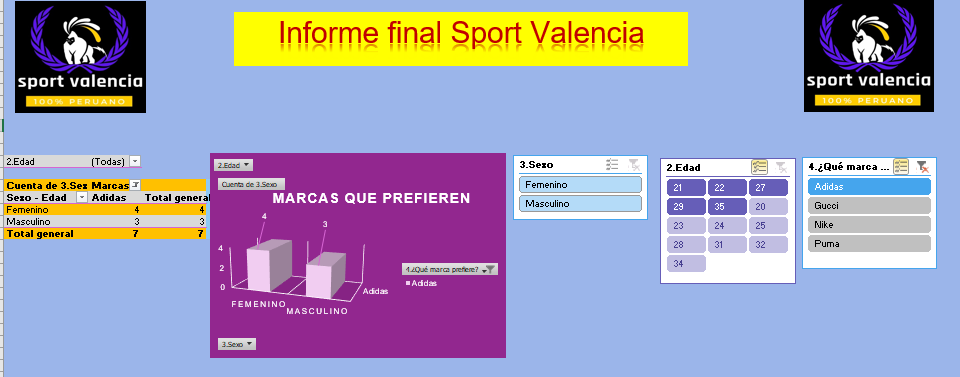 Informe final Sport Valencia
sport valencia
100% PERUANO
sport valencia
100% PERUANO
2.Edad (Todas)
Cuenta de 3.Sex Marcas
Sexo - Edad Adidas Total general
Femenino 4 4
Masculino 3 3
Total general 7 7
2.Edad
Cuenta de 3.Sexo
MARCAS QUE PREFIEREN
4
3
4
2
0
FEMENINO
MASCULINO
Adidas
4.¿Qué marca prefiere?
Adidas
3.Sexo
3.Sexo
Femenino
Masculino
2.Edad
21 22 27
29 35 20
23 24 25
28 31 32
34
4.¿Qué marca ...
Adidas
Gucci
Nike
Puma